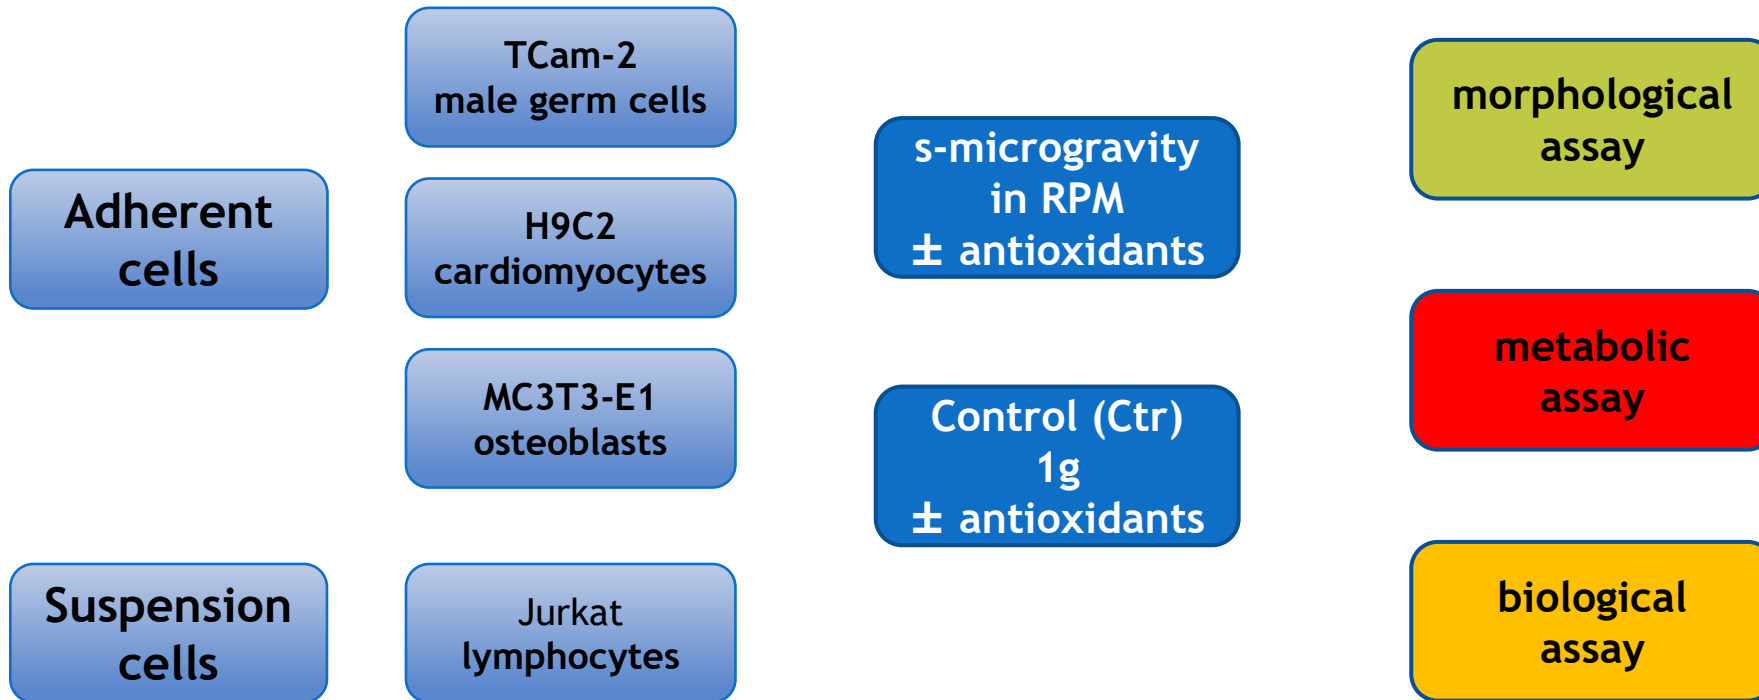 Adherent
cells
Suspension
cells
TCam-2
male germ cells
H9C2
cardiomyocytes
MC3T3-E1
osteoblasts
Jurkat
lymphocytes
s-microgravity
in RPM
± antioxidants
Control (Ctr)
1g
± antioxidants
morphological
assay
metabolic
assay
biological
assay